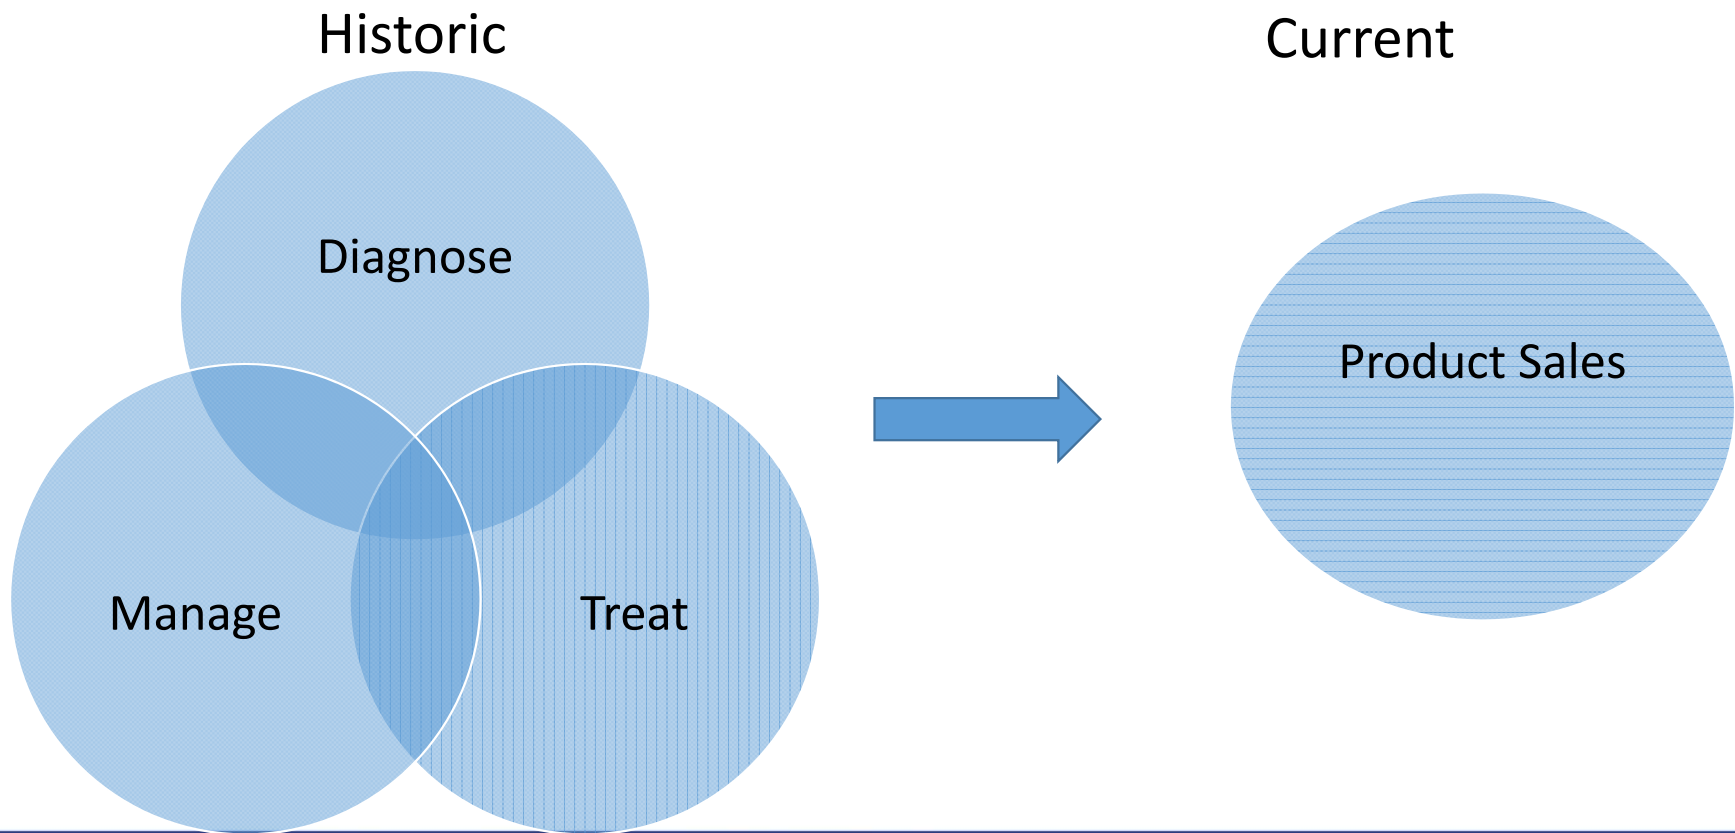 Historic
Current
Diagnose
Product Sales
Manage
Treat